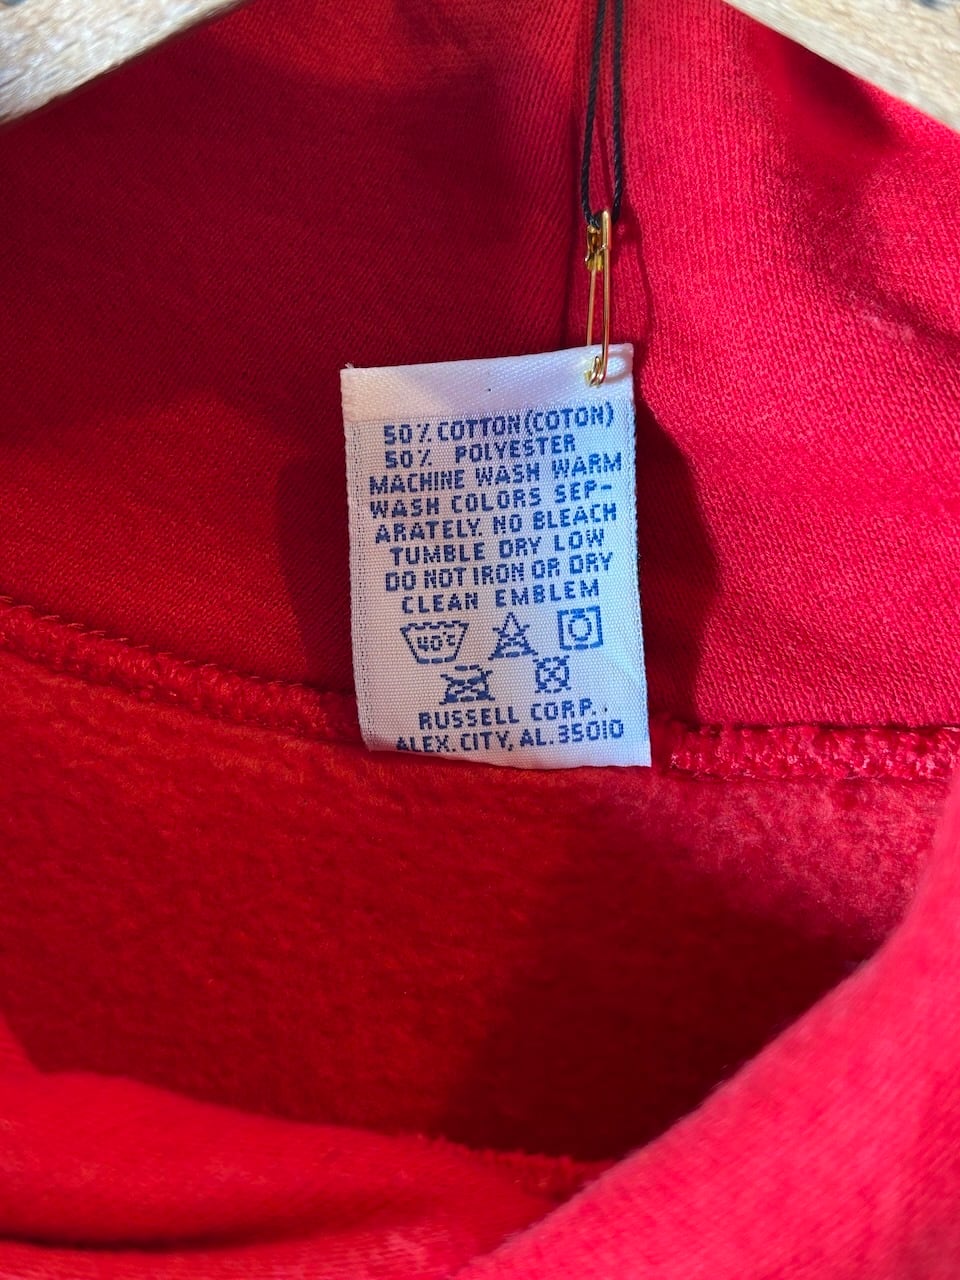 50% COTTON (COTON)
50% POLYESTER
MACHINE WASH WARM
WASH COLORS SEP-
ARATELY. NO BLEACH
TUMBLE DRY LOW
DO NOT IRON OR DRY
CLEAN EMBLEM
40°c
RUSSELL CORP.
ALEX. CITY, AL. 35010